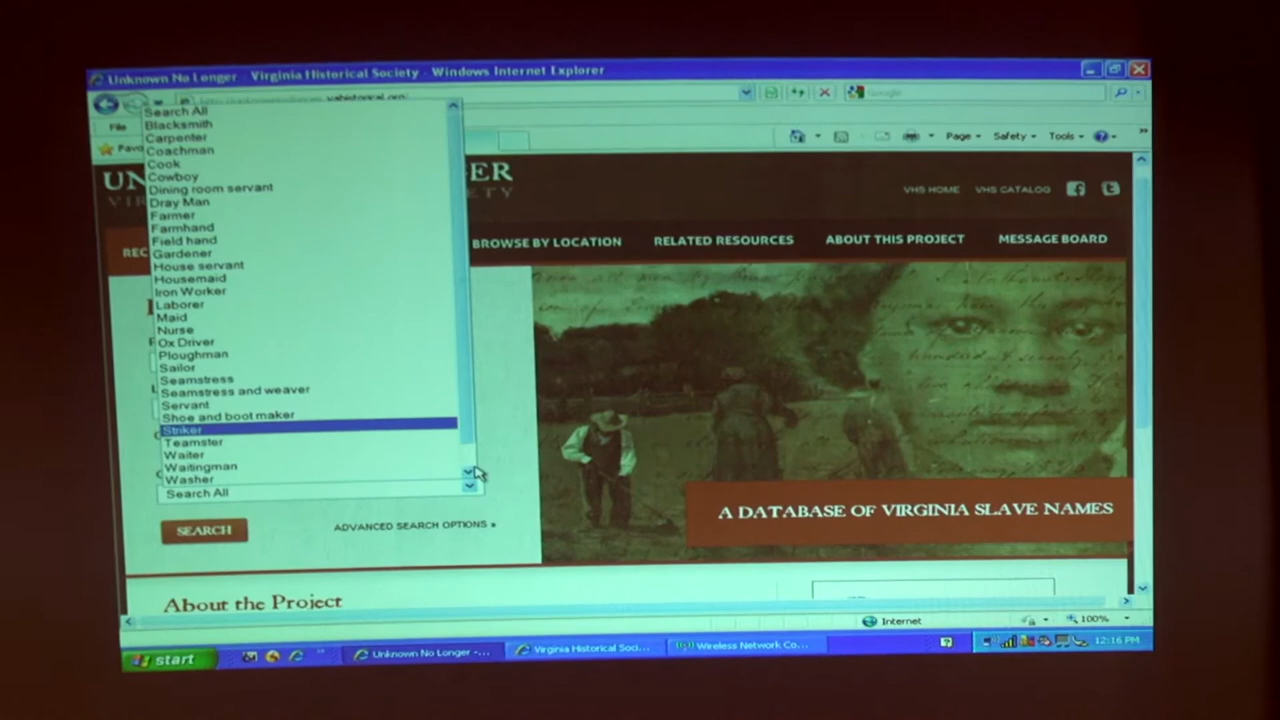 Unknown No Longer - Virginia Historical Society - Windows Internet Explorer
Google
File
Page
Safety
Tools
Search All
Blacksmith
Carpenter
Coachman
Cook
Cowboy
Dining room servant
Dray Man
Farmer
Farmhand
Field hand
Gardener
House servant
Housemaid
Iron Worker
Laborer
Maid
Nurse
Ox Driver
Ploughman
Sailor
Seamstress
Seamstress and weaver
Servant
Shoe and boot maker
Striker
Teamster
Waiter
Waitingman
Washer
Search All
SEARCH
ADVANCED SEARCH OPTIONS »
VHS HOME VHS CATALOG
BROWSE BY LOCATION RELATED RESOURCES ABOUT THIS PROJECT MESSAGE BOARD
A DATABASE OF VIRGINIA SLAVE NAMES
About the Project
Internet
100%
start
Unknown No Longer -...
Virginia Historical Soci...
Wireless Network Co...
12:16 PM